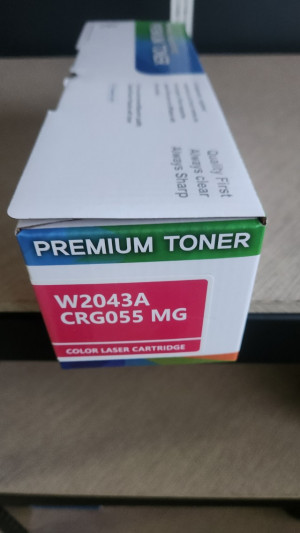 PREMIUM TONER
W2043A
CRG055 MG
COLOR LASER CARTRIDGE
Quality First
Always clear
Always Sharp